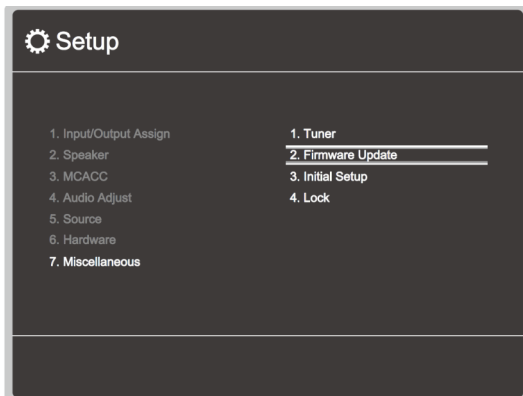 Setup
1. Input/Output Assign
2. Speaker
3. MCACC
4. Audio Adjust
5. Source
6. Hardware
7. Miscellaneous
1. Tuner
2. Firmware Update
3. Initial Setup
4. Lock